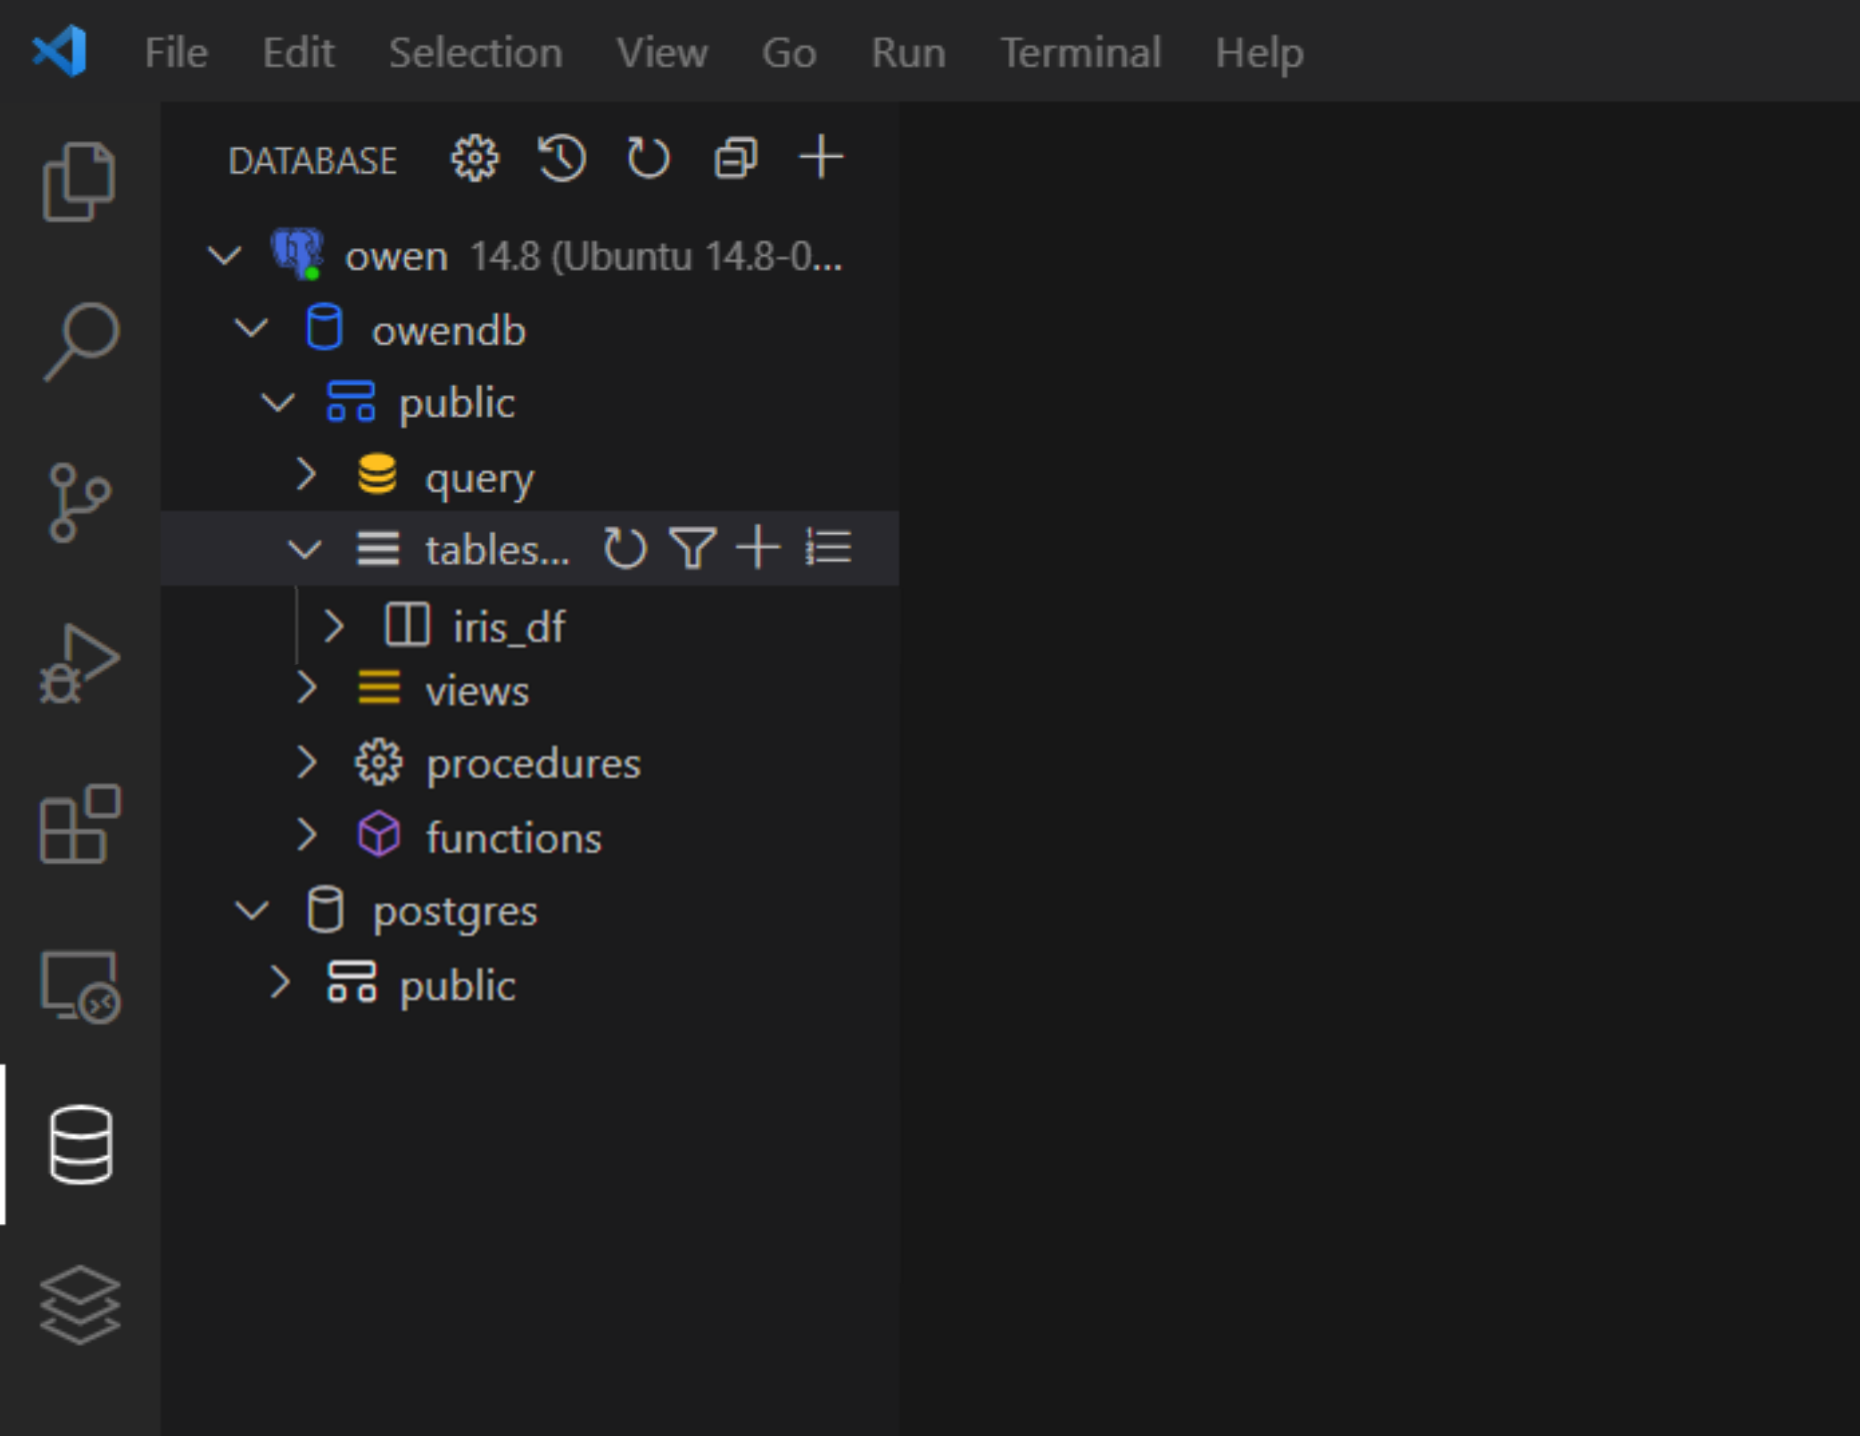 File Edit Selection View Go Run Terminal Help
DATABASE
owen 14.8 (Ubuntu 14.8-0...
owendb
public
query
tables...
iris_df
views
procedures
functions
postgres
public